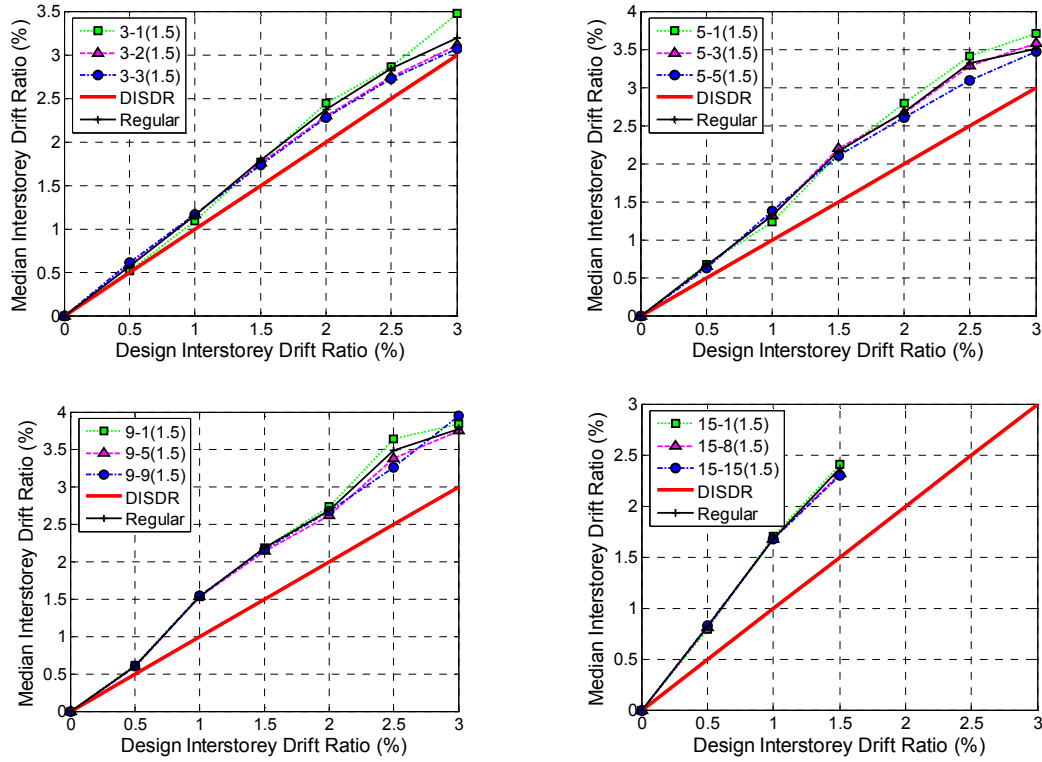 3.5
3
2.5
2
1.5
1
0.5
0
Median Interstorey Drift Ratio (%)
3-1(1.5)
3-2(1.5)
3-3(1.5)
DISDR
Regular
0 0.5 1 1.5 2 2.5 3
Design Interstorey Drift Ratio (%)
4
3.5
3
2.5
2
1.5
1
0.5
0
Median Interstorey Drift Ratio (%)
5-1(1.5)
5-3(1.5)
5-5(1.5)
DISDR
Regular
0 0.5 1 1.5 2 2.5 3
Design Interstorey Drift Ratio (%)
4
3.5
3
2.5
2
1.5
1
0.5
0
Median Interstorey Drift Ratio (%)
9-1(1.5)
9-5(1.5)
9-9(1.5)
DISDR
Regular
0 0.5 1 1.5 2 2.5 3
Design Interstorey Drift Ratio (%)
3
2.5
2
1.5
1
0.5
0
Median Interstorey Drift Ratio (%)
15-1(1.5)
15-8(1.5)
15-15(1.5)
DISDR
Regular
0 0.5 1 1.5 2 2.5 3
Design Interstorey Drift Ratio (%)